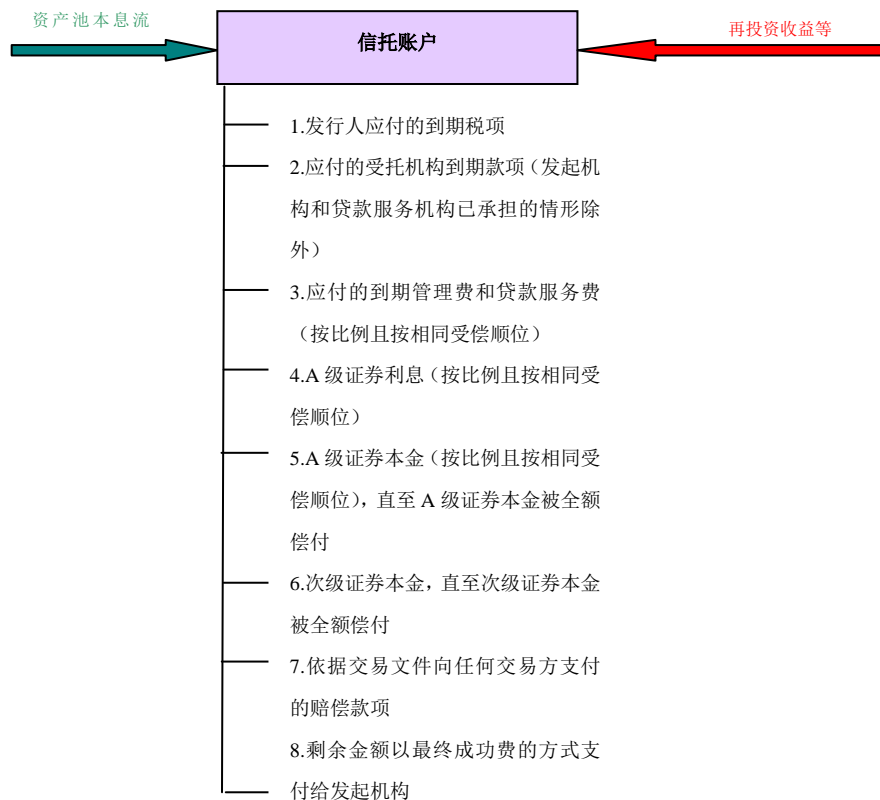 资产池本息流
信托账户
再投资收益等
1.发行人应付的到期税项
2.应付的受托机构到期款项（发起机
构和贷款服务机构已承担的情形除
外）
3.应付的到期管理费和贷款服务费
（按比例且按相同受偿顺位）
4.A 级证券利息（按比例且按相同受
偿顺位）
5.A 级证券本金（按比例且按相同受
偿顺位），直至 A 级证券本金被全额
偿付
6.次级证券本金，直至次级证券本金
被全额偿付
7.依据交易文件向任何交易方支付
的赔偿款项
8.剩余金额以最终成功费的方式支
付给发起机构